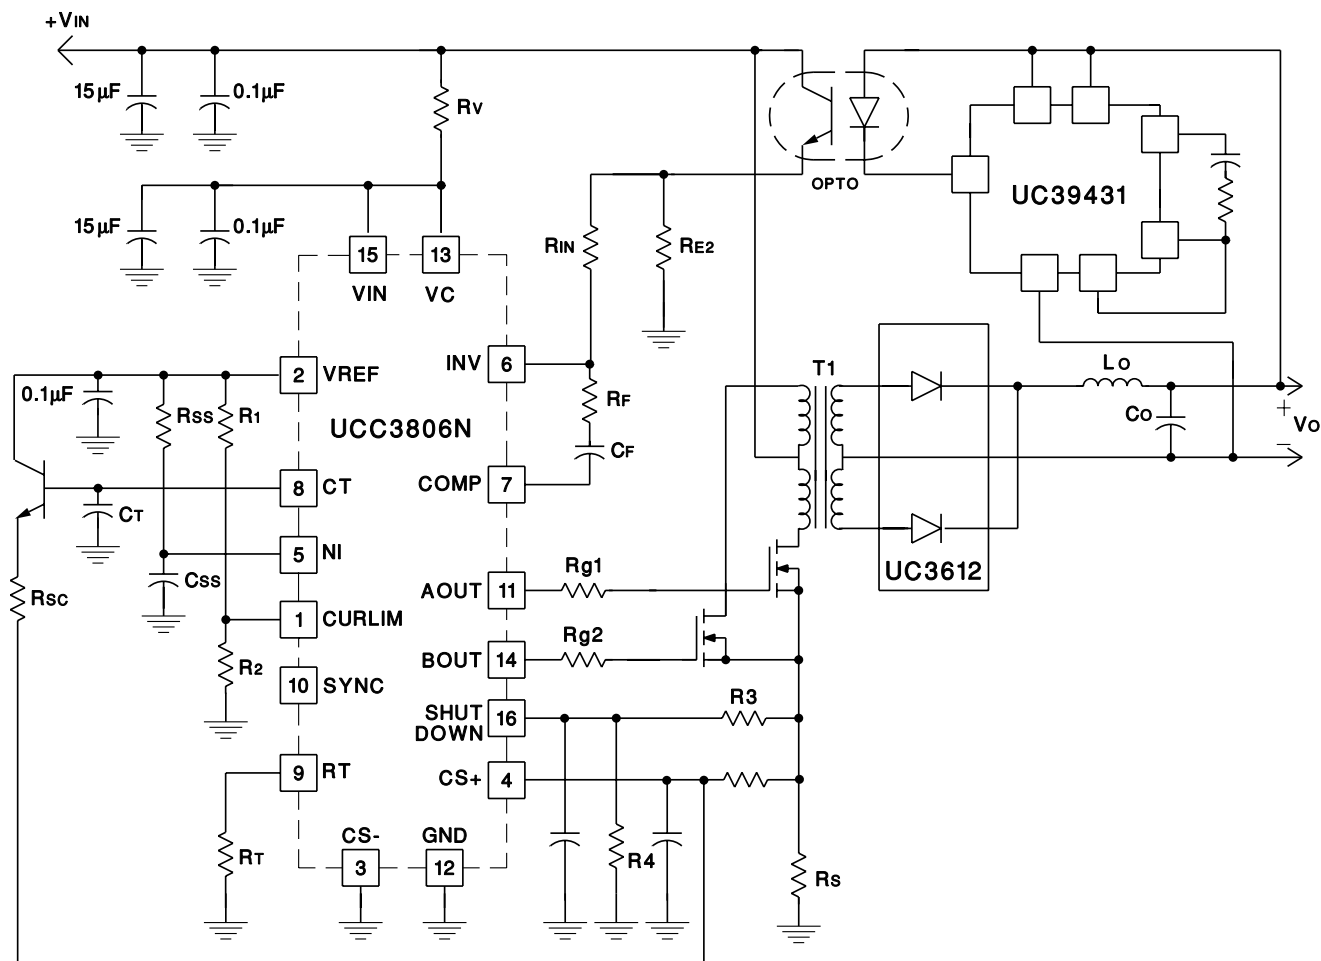 +VIN
15µF
0.1µF
RV
OPTO
UC39431
15µF
0.1µF
15
13
VIN
VC
RIN
RE2
2
VREF
INV
6
0.1µF
RSS
R1
RF
T1
LO
UCC3806N
CF
CO
+
VO
−
8
CT
COMP
7
CT
5
NI
CSS
RSC
AOUT
11
Rg1
UC3612
1
CURLIM
R2
BOUT
14
Rg2
10
SYNC
SHUT
DOWN
16
R3
9
RT
CS+
4
RT
CS-
GND
3
12
R4
RS